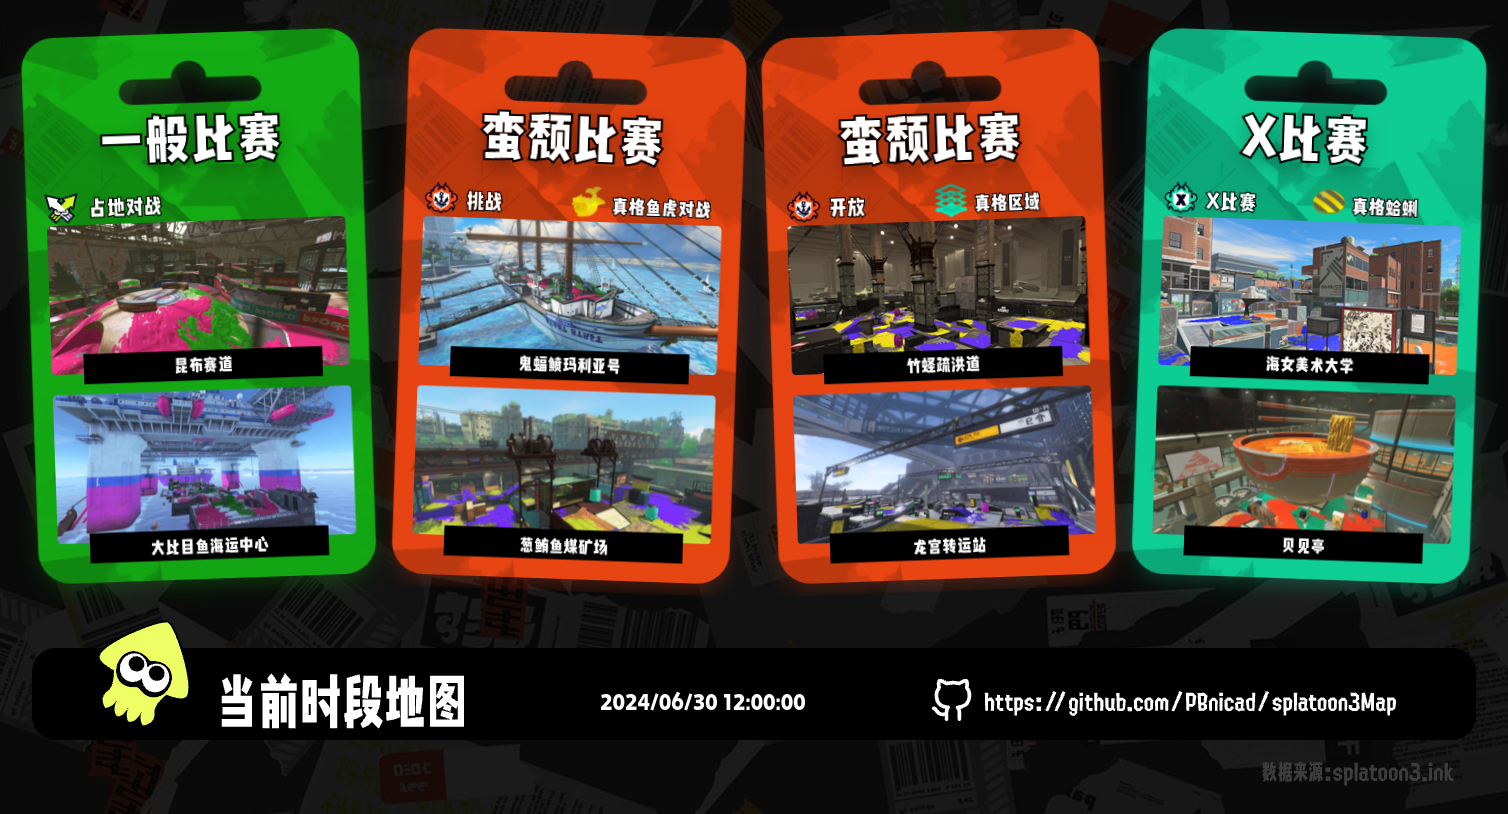 一般比赛
占地对战
昆布赛道
大比目鱼海运中心
蛮颓比赛
挑战
真格鱼虎对战
鬼蝠鲼玛利亚号
葱鲔鱼煤矿场
蛮颓比赛
开放
真格区域
竹蛏疏洪道
龙宫转运站
X比赛
X比赛
真格蛤蜊
海女美术大学
贝见亭
当前时段地图
2024/06/30 12:00:00
https://github.com/PBnicad/splatoon3Map
数据来源:splatoon3.ink